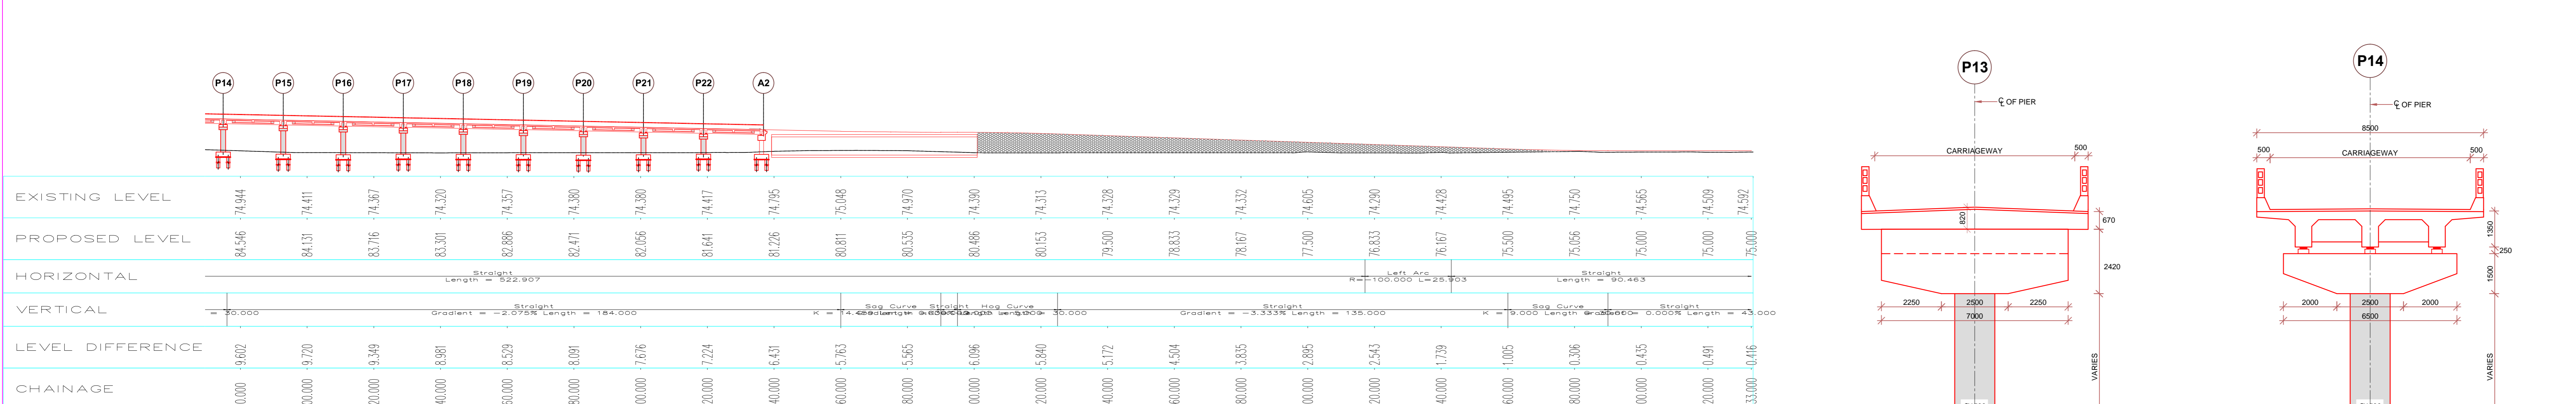 P14 P15 P16 P17 P18 P19 P20 P21 P22 A2
EXISTING LEVEL 74.944 74.411 74.367 74.320 74.357 74.380 74.380 74.417 74.795 75.048 74.970 74.390 74.313 74.328 74.329 74.332 74.605 74.290 74.428 74.495 74.750 74.565 74.509 74.592
PROPOSED LEVEL 84.546 84.131 83.716 83.301 82.886 82.471 82.056 81.641 81.226 80.811 80.535 80.486 80.153 79.500 78.833 78.167 77.500 76.833 76.167 75.500 75.056 75.000 75.000 75.000
HORIZONTAL
Straight
Length = 522.907
Left Arc
R=-100.000 L=25.903
Straight
Length = 90.463
VERTICAL
= 30.000
Straight
Gradient = -2.075% Length = 184.000
Sag Curve
Straight
Hog Curve
= 30.000
Straight
Gradient = -3.333% Length = 135.000
Sag Curve
K = 9.000 Length
Straight
= 0.000% Length = 43.000
LEVEL DIFFERENCE 9.602 9.720 9.349 8.981 8.529 8.091 7.676 7.224 6.431 5.763 5.565 6.096 5.840 5.172 4.504 3.835 2.895 2.543 1.739 1.005 0.306 0.435 0.491 0.416
CHAINAGE
P13
℄ OF PIER
CARRIAGEWAY
500
820
670
2420
2250 2500 2250
7000
VARIES
P14
℄ OF PIER
8500
500 CARRIAGEWAY 500
1350
250
1500
2000 2500 2000
6500
VARIES